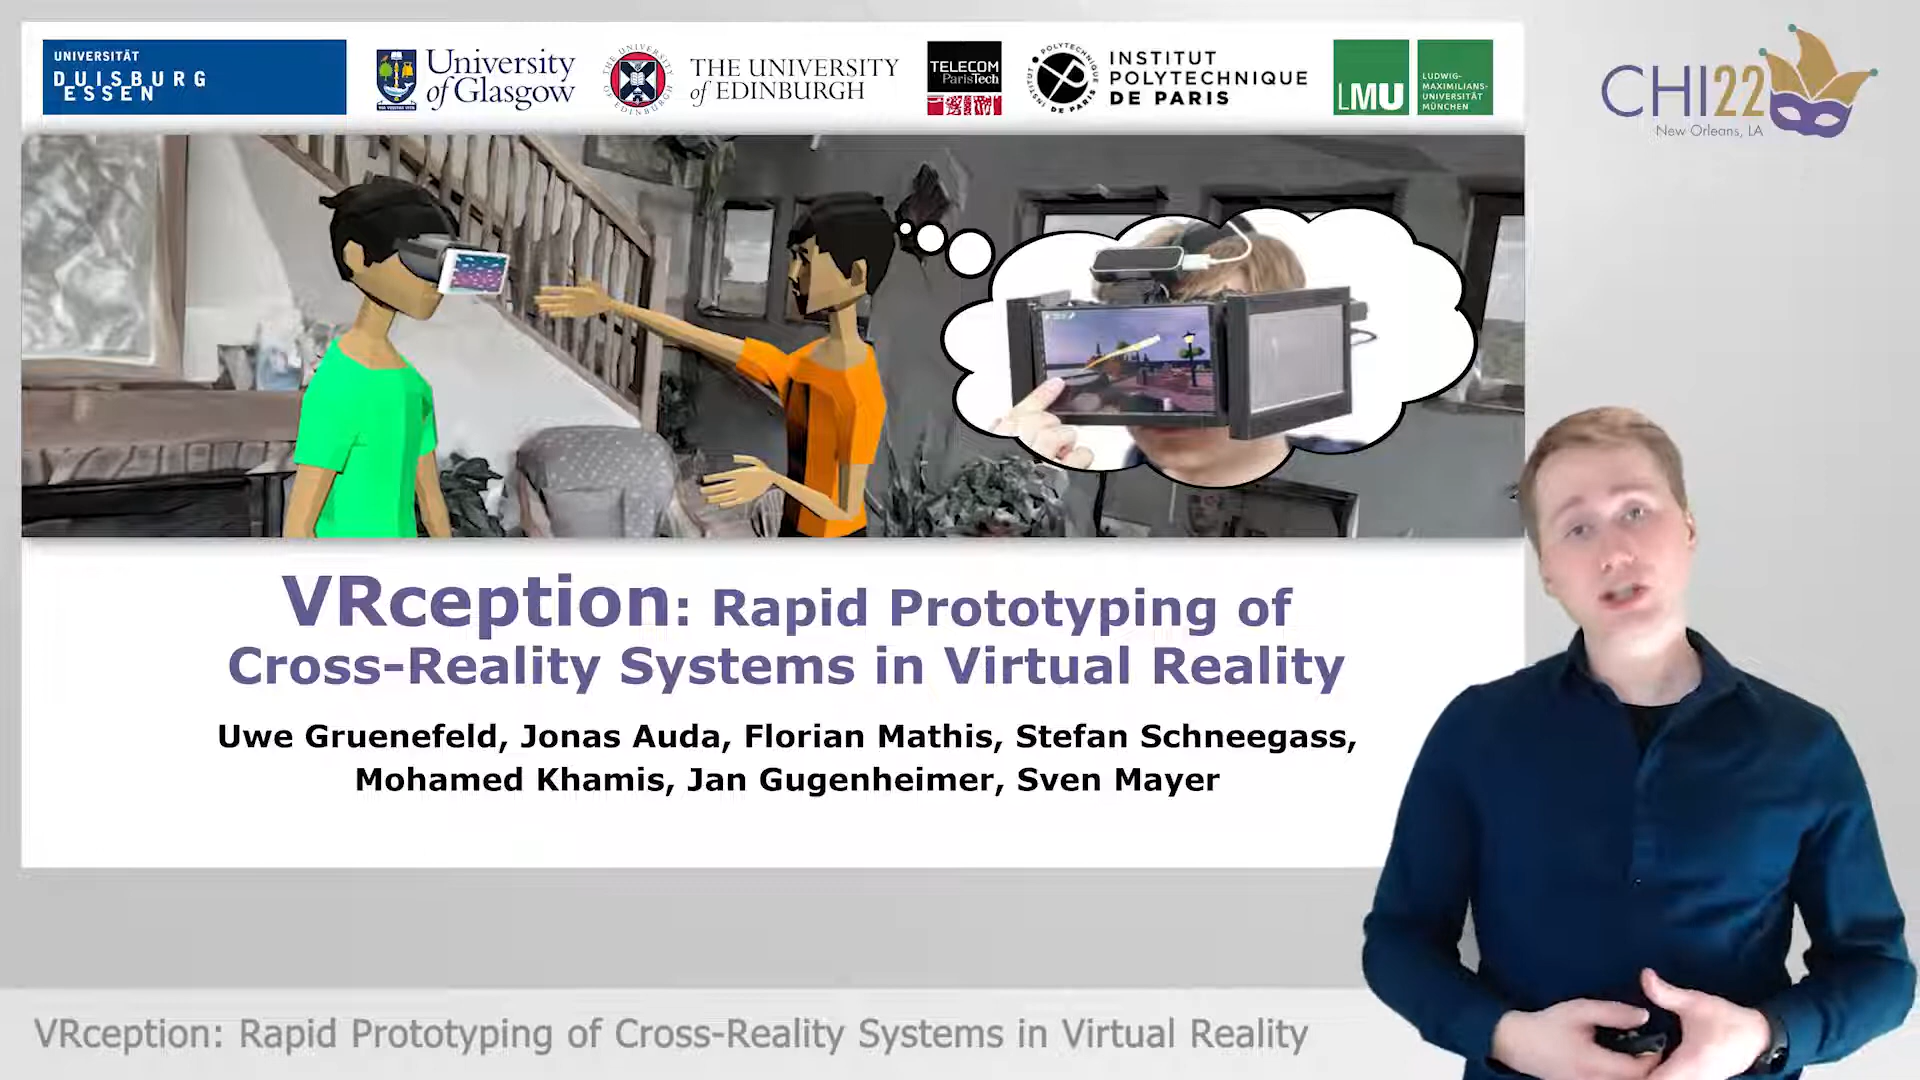 UNIVERSITÄT
DUISBURG
ESSEN
University
of Glasgow
THE UNIVERSITY
of EDINBURGH
TELECOM
ParisTech
INSTITUT
POLYTECHNIQUE
DE PARIS
LMU
LUDWIG-
MAXIMILIANS-
UNIVERSITÄT
MÜNCHEN
CHI22
New Orleans, LA
VRception: Rapid Prototyping of
Cross-Reality Systems in Virtual Reality
Uwe Gruenefeld, Jonas Auda, Florian Mathis, Stefan Schneegass,
Mohamed Khamis, Jan Gugenheimer, Sven Mayer
VRception: Rapid Prototyping of Cross-Reality Systems in Virtual Reality